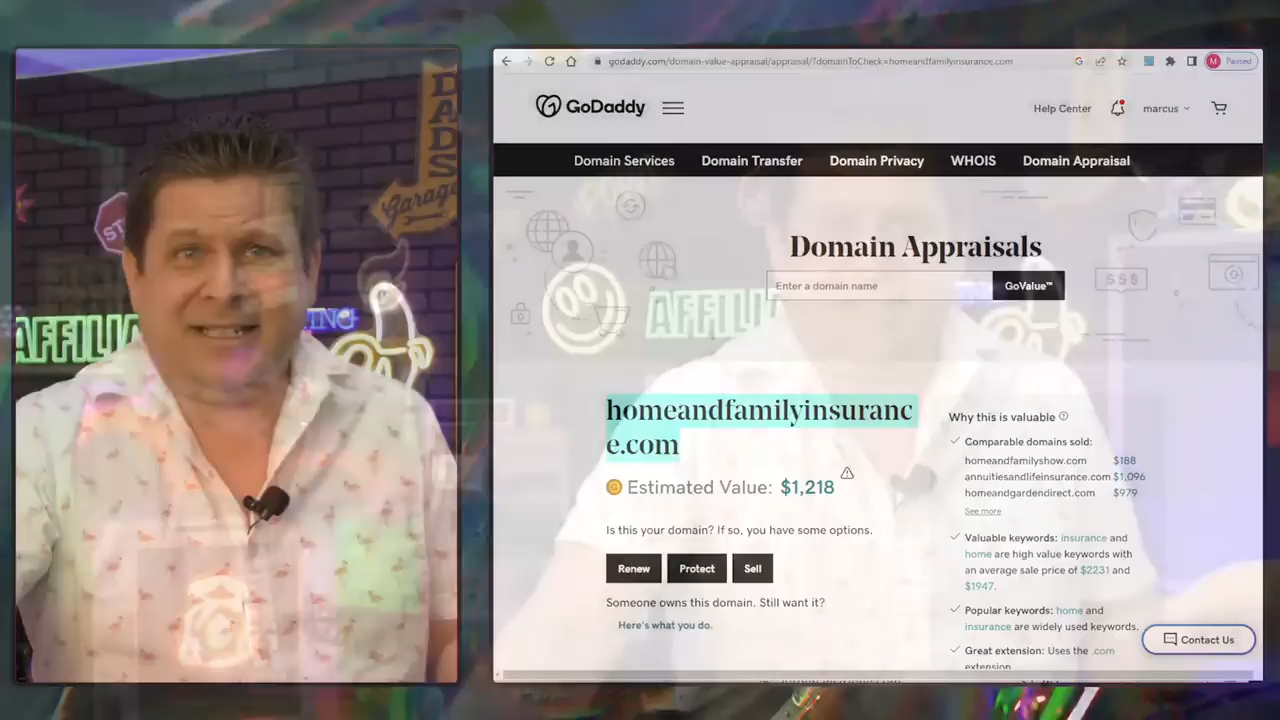 DADS
Garage
ST
AFFILIA
ING
godaddy.com/domain-value-appraisal/appraisal/?domainToCheck=homeandfamilyinsurance.com
M Paused
GoDaddy
Help Center
marcus
Domain Services
Domain Transfer
Domain Privacy
WHOIS
Domain Appraisal
Domain Appraisals
Enter a domain name
GoValue™
$$$
AFFILI
homeandfamilyinsuranc
e.com
Estimated Value: $1,218
Is this your domain? If so, you have some options.
Renew
Protect
Sell
Someone owns this domain. Still want it?
Here's what you do.
Why this is valuable
Comparable domains sold:
homeandfamilyshow.com $188
annuitiesandlifeinsurance.com $1,096
homeandgardendirect.com $979
See more
Valuable keywords: insurance and
home are high value keywords with
an average sale price of $2231 and
$1947.
Popular keywords: home and
insurance are widely used keywords.
Great extension: Uses the .com
extension
Contact Us